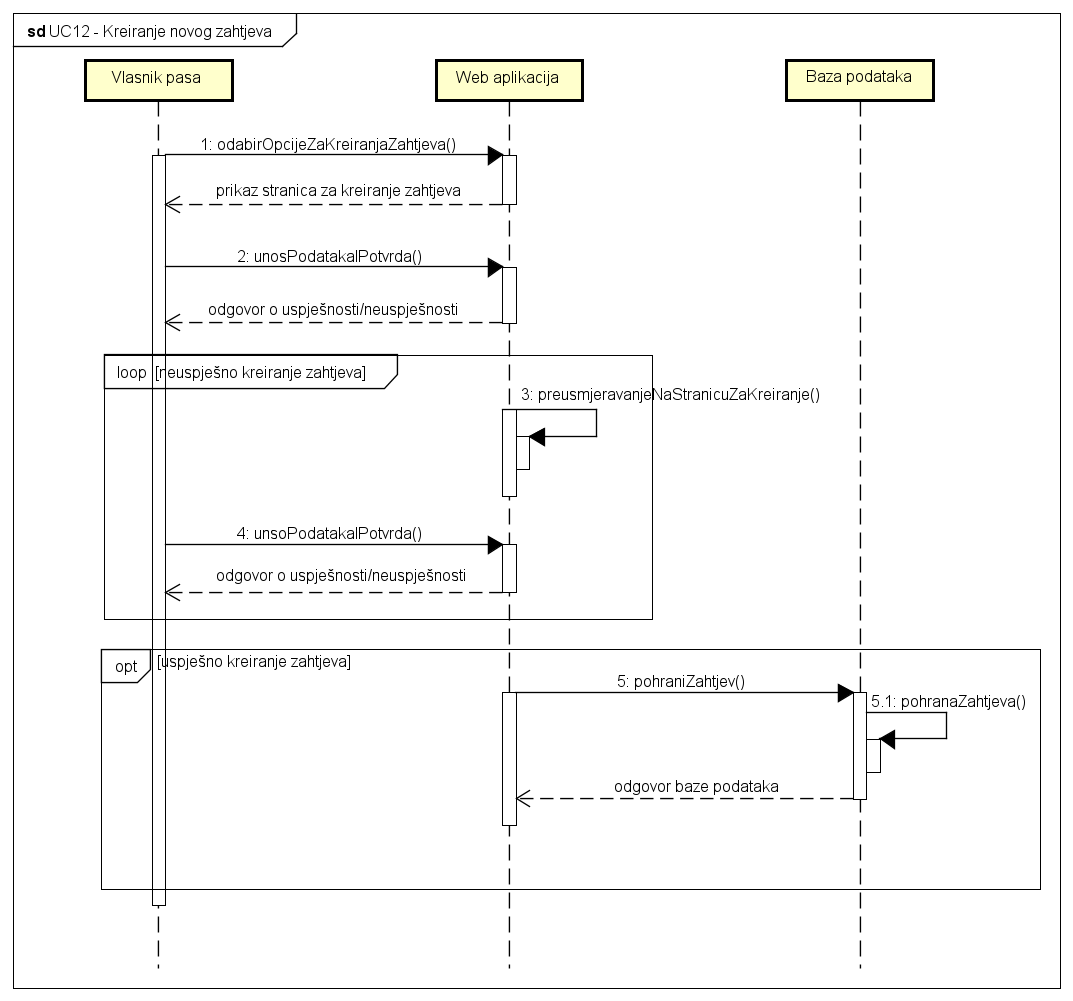 sd UC12 - Kreiranje novog zahtjeva
Vlasnik pasa
Web aplikacija
Baza podataka
1: odabirOpcijeZaKreiranjaZahtjeva()
prikaz stranica za kreiranje zahtjeva
2: unosPodatakaIPotvrda()
odgovor o uspješnosti/neuspješnosti
loop [neuspješno kreiranje zahtjeva]
3: preusmjeravanjeNaStranicuZaKreiranje()
4: unsoPodatakaIPotvrda()
odgovor o uspješnosti/neuspješnosti
opt [uspješno kreiranje zahtjeva]
5: pohraniZahtjev()
5.1: pohranaZahtjeva()
odgovor baze podataka